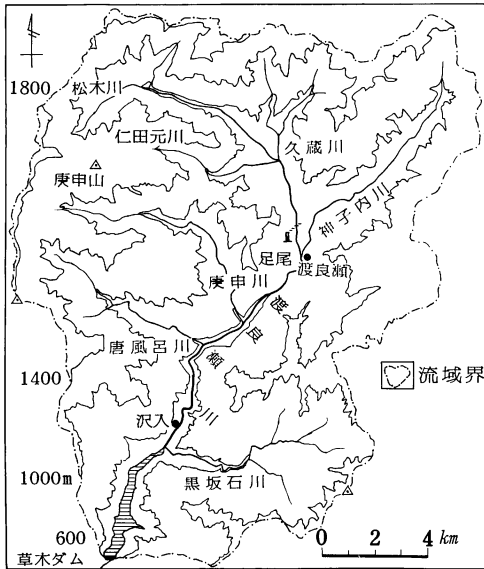 1800
松木川
仁田元川
久蔵川
庚申山
神子内川
足尾
渡良瀬
庚申川
渡良瀬川
唐風呂川
1400
流域界
沢入
1000m
黒坂石川
600
草木ダム
0 2 4 km